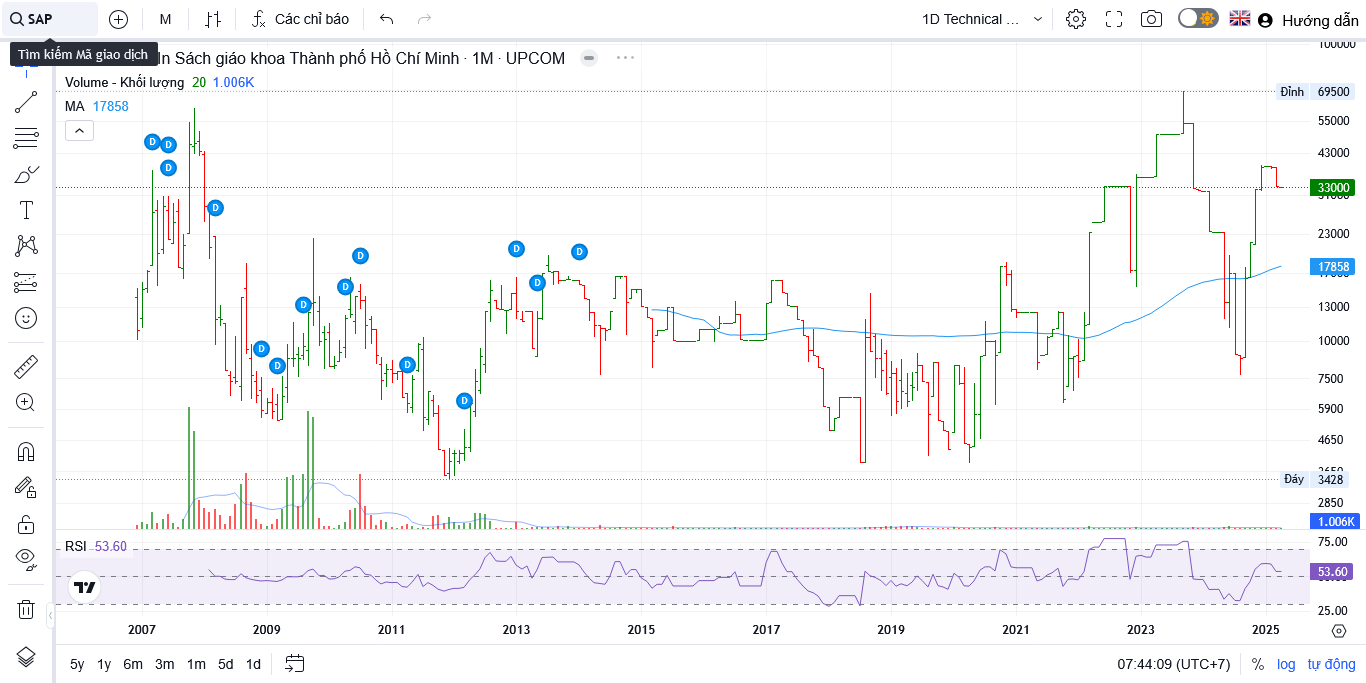 SAP
M
Các chỉ báo
1D Technical ...
Hướng dẫn
Tìm kiếm Mã giao dịch
In Sách giáo khoa Thành phố Hồ Chí Minh · 1M · UPCOM
Volume - Khối lượng 20 1.006K
MA 17858
100000
Đỉnh 69500
55000
43000
33000
30000
23000
17858
13000
10000
7500
5900
4650
Đáy 3428
2850
1.006K
D
D
D
D
D
D
D
D
D
D
D
D
D
D
RSI 53.60
75.00
53.60
25.00
2007 2009 2011 2013 2015 2017 2019 2021 2023 2025
5y 1y 6m 3m 1m 5d 1d
07:44:09 (UTC+7) % log tự động